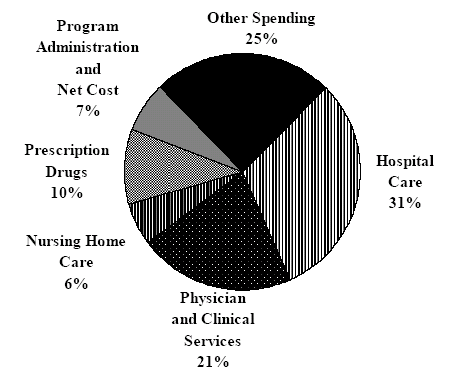 Other Spending
25%
Program
Administration
and
Net Cost
7%
Prescription
Drugs
10%
Hospital
Care
31%
Nursing Home
Care
6%
Physician
and Clinical
Services
21%